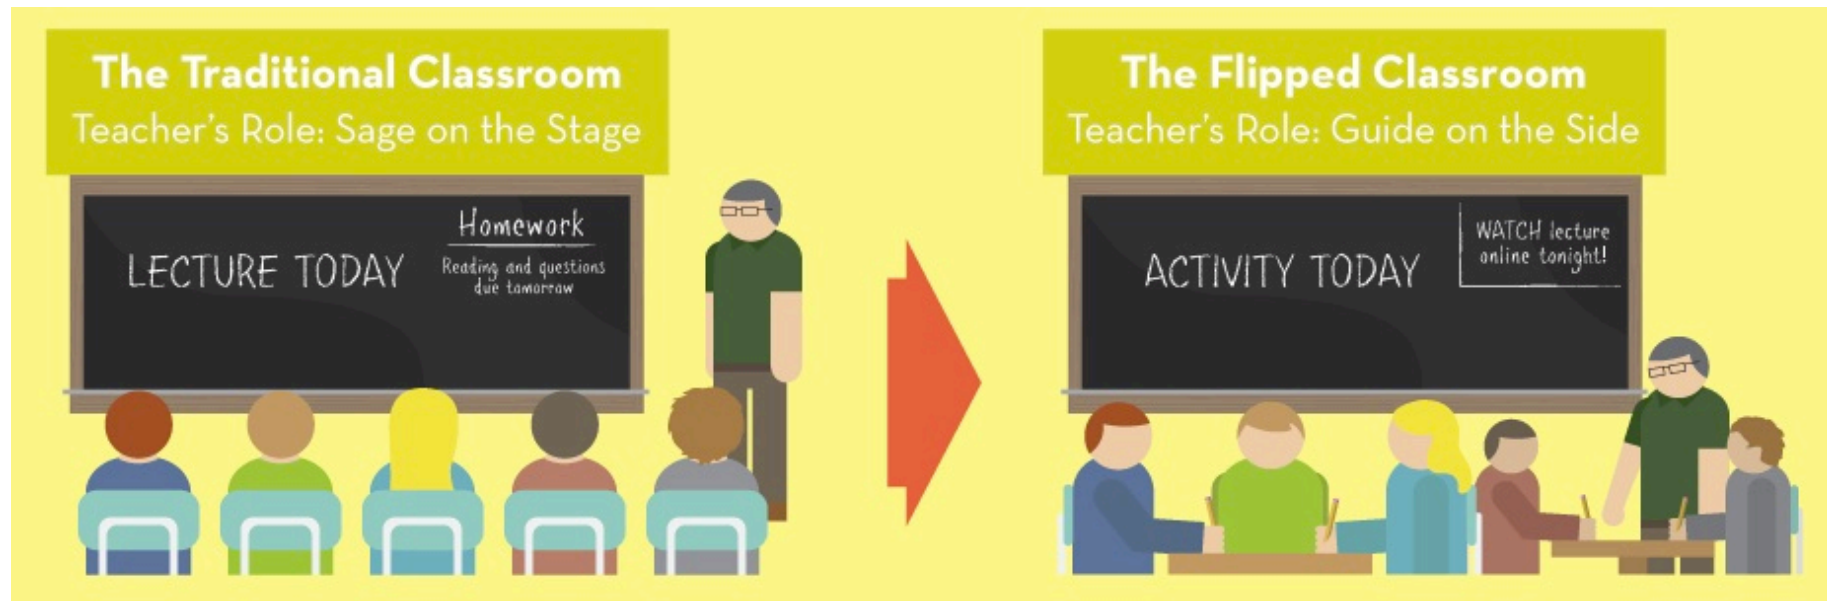 The Traditional Classroom
Teacher's Role: Sage on the Stage
LECTURE TODAY
Homework
Reading and questions
due tomorrow
The Flipped Classroom
Teacher's Role: Guide on the Side
ACTIVITY TODAY
WATCH lecture
online tonight!